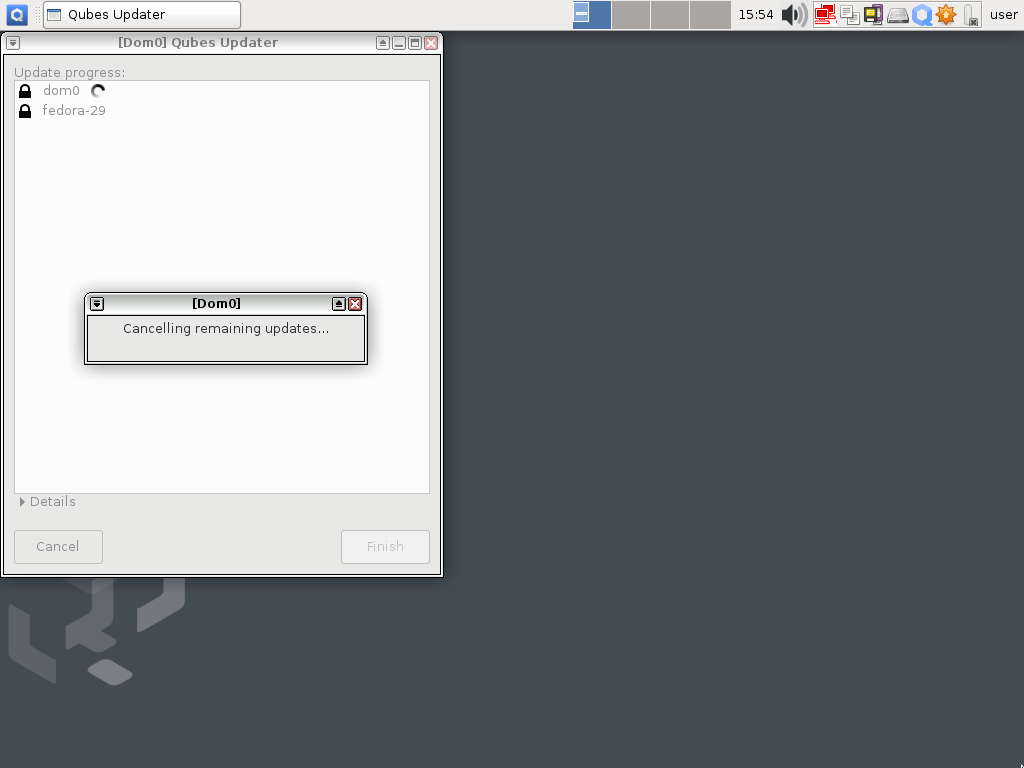 Qubes Updater
15:54
user
[Dom0] Qubes Updater
Update progress:
dom0
fedora-29
[Dom0]
Cancelling remaining updates...
Details
Cancel
Finish